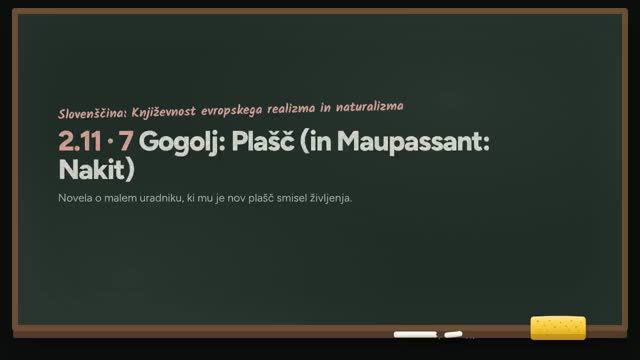 Slovenščina: Književnost evropskega realizma in naturalizma
2.11 · 7 Gogolj: Plašč (in Maupassant:
Nakit)
Novela o malem uradniku, ki mu je nov plašč smisel življenja.